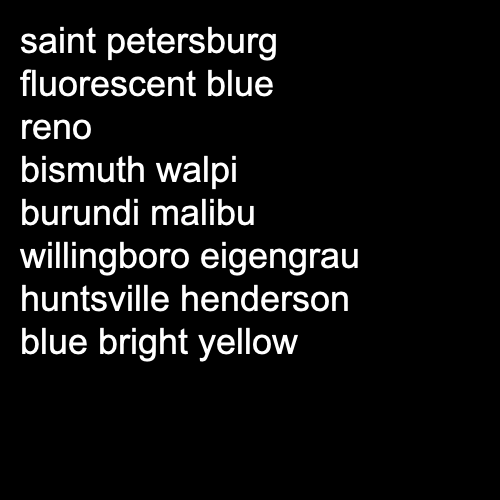 saint petersburg
fluorescent blue
reno
bismuth walpi
burundi malibu
willingboro eigengrau
huntsville henderson
blue bright yellow